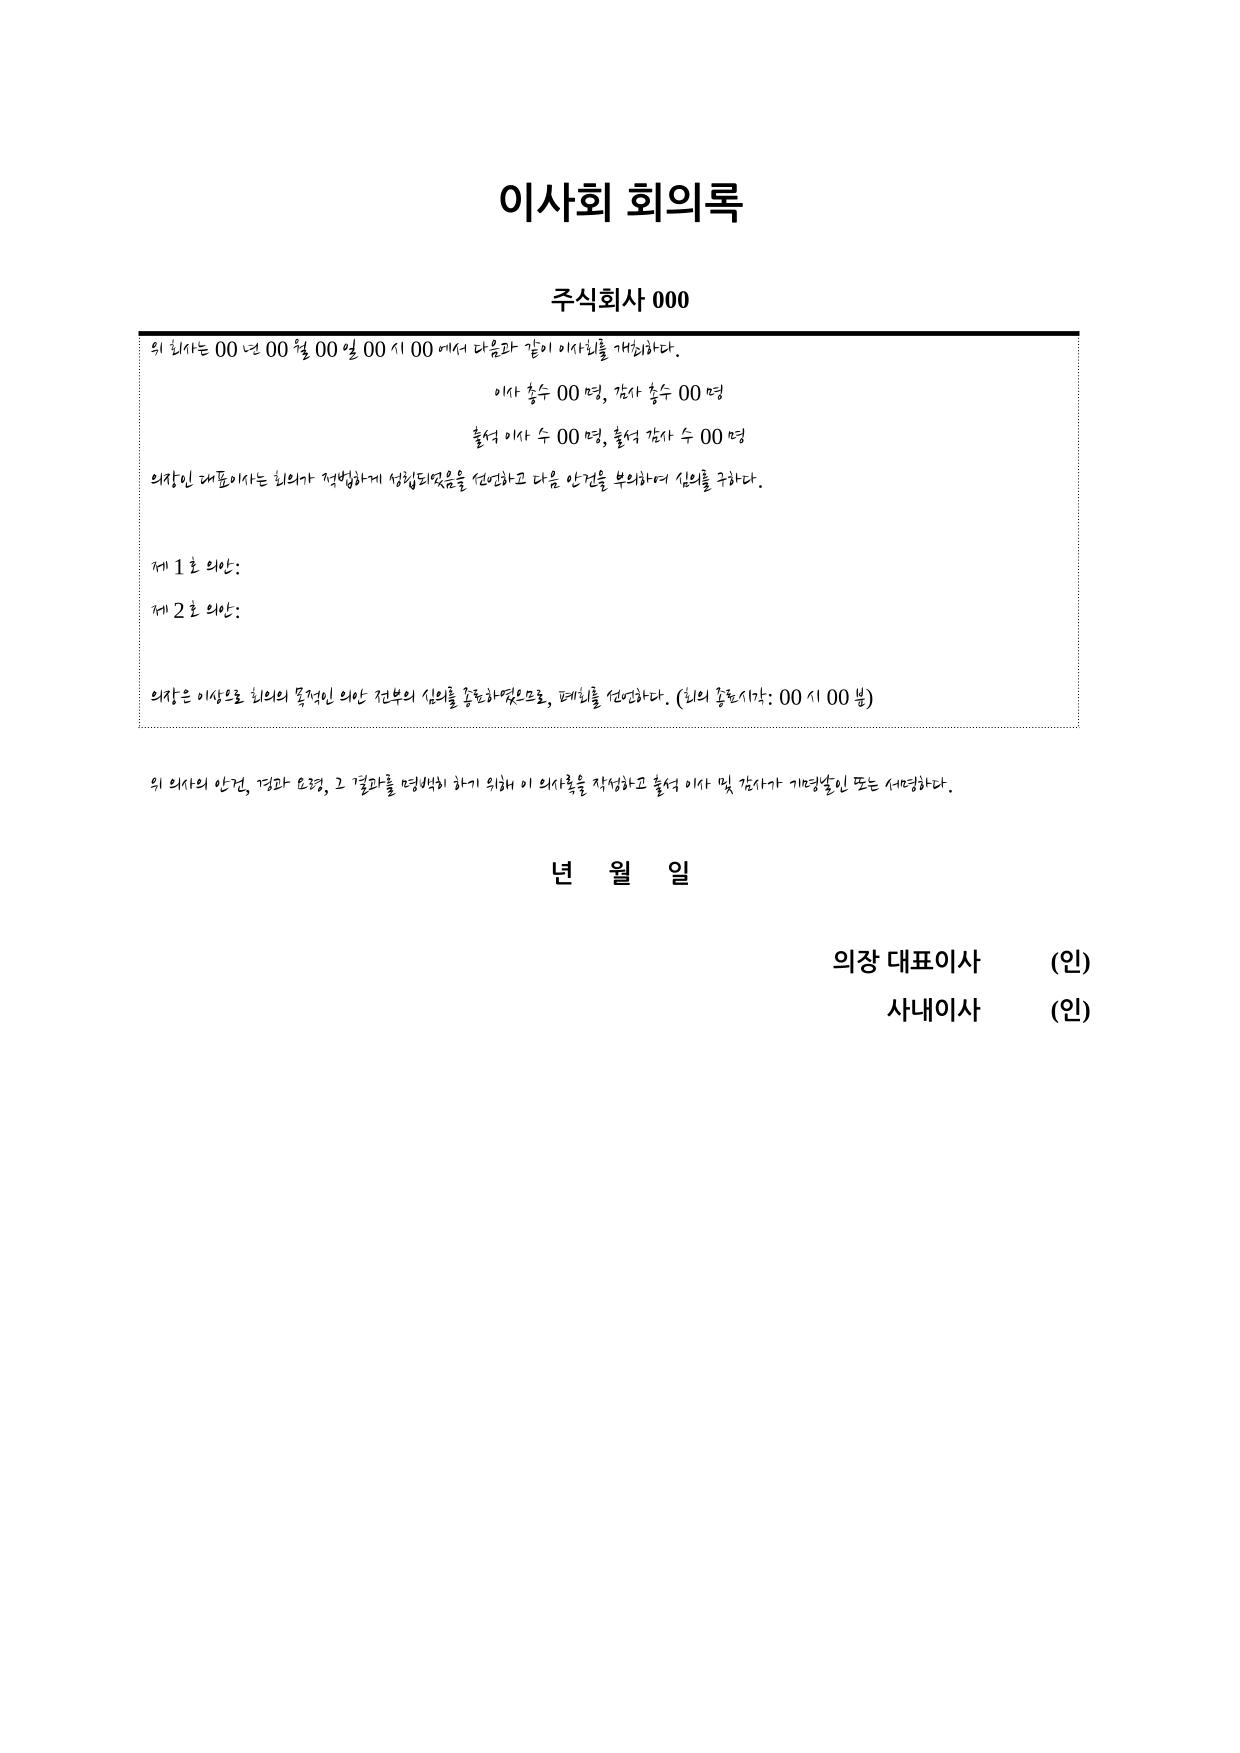 이사회 회의록
주식회사 000
위 회사는 00 년 00 월 00 일 00 시 00 에서 다음과 같이 이사회를 개최하다.
이사 총수 00 명, 감사 총수 00 명
출석 이사 수 00 명, 출석 감사 수 00 명
의장인 대표이사는 회의가 적법하게 성립되었음을 선언하고 다음 안건을 부의하여 심의를 구하다.
제 1 호 의안:
제 2 호 의안:
의장은 이상으로 회의의 목적인 의안 전부의 심의를 종료하였으므로, 폐회를 선언하다. (회의 종료시각: 00 시 00 분)
위 의사의 안건, 경과 요령, 그 결과를 명백히 하기 위해 이 의사록을 작성하고 출석 이사 및 감사가 기명날인 또는 서명하다.
년 월 일
의장 대표이사 (인)
사내이사 (인)